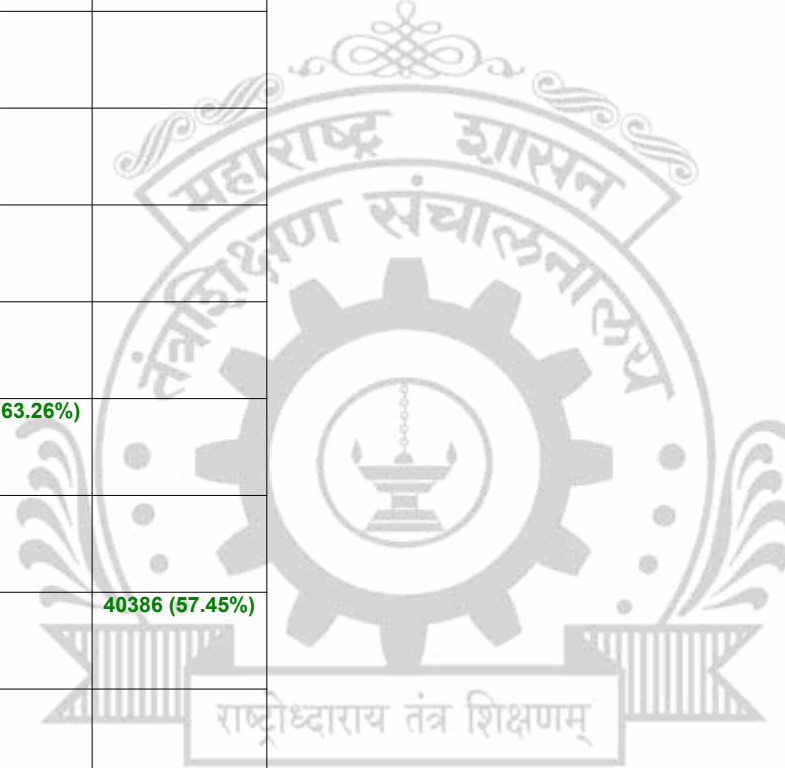 महाराष्ट्र शासन
तंत्रशिक्षण संचालनालय
63.26%)
40386 (57.45%)
राष्ट्रोध्दाराय तंत्र शिक्षणम्